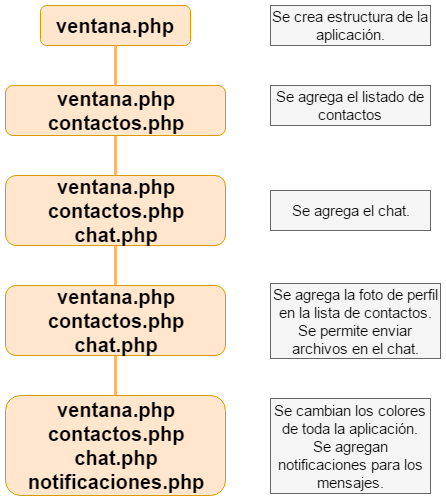 ventana.php
Se crea estructura de la
aplicación.
ventana.php
contactos.php
Se agrega el listado de
contactos
ventana.php
contactos.php
chat.php
Se agrega el chat.
ventana.php
contactos.php
chat.php
Se agrega la foto de perfil
en la lista de contactos.
Se permite enviar
archivos en el chat.
ventana.php
contactos.php
chat.php
notificaciones.php
Se cambian los colores
de toda la aplicación.
Se agregan
notificaciones para los
mensajes.